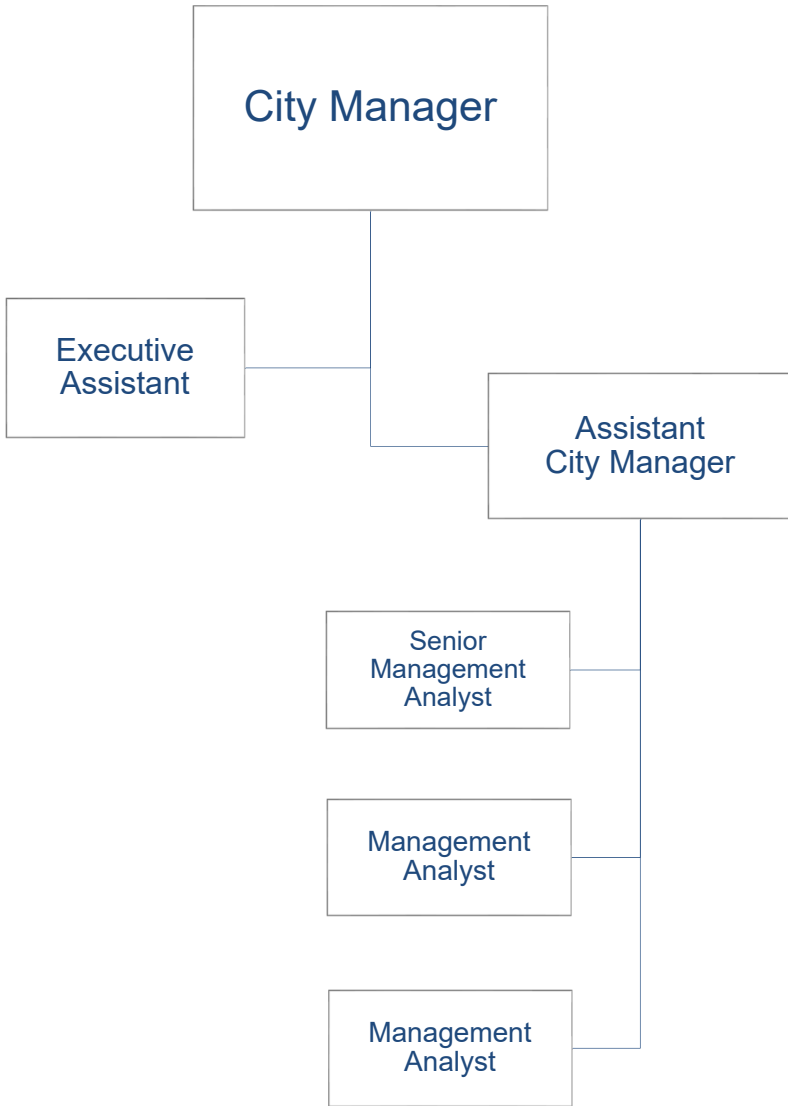 City Manager
Executive
Assistant
Assistant
City Manager
Senior
Management
Analyst
Management
Analyst
Management
Analyst